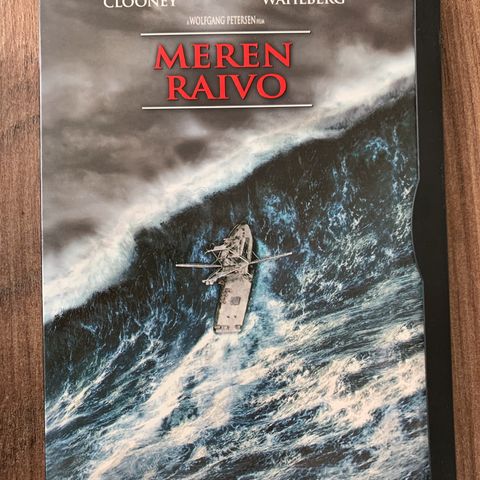 CLOONEY WAHLBERG
A WOLFGANG PETERSEN FILM
MEREN
RAIVO